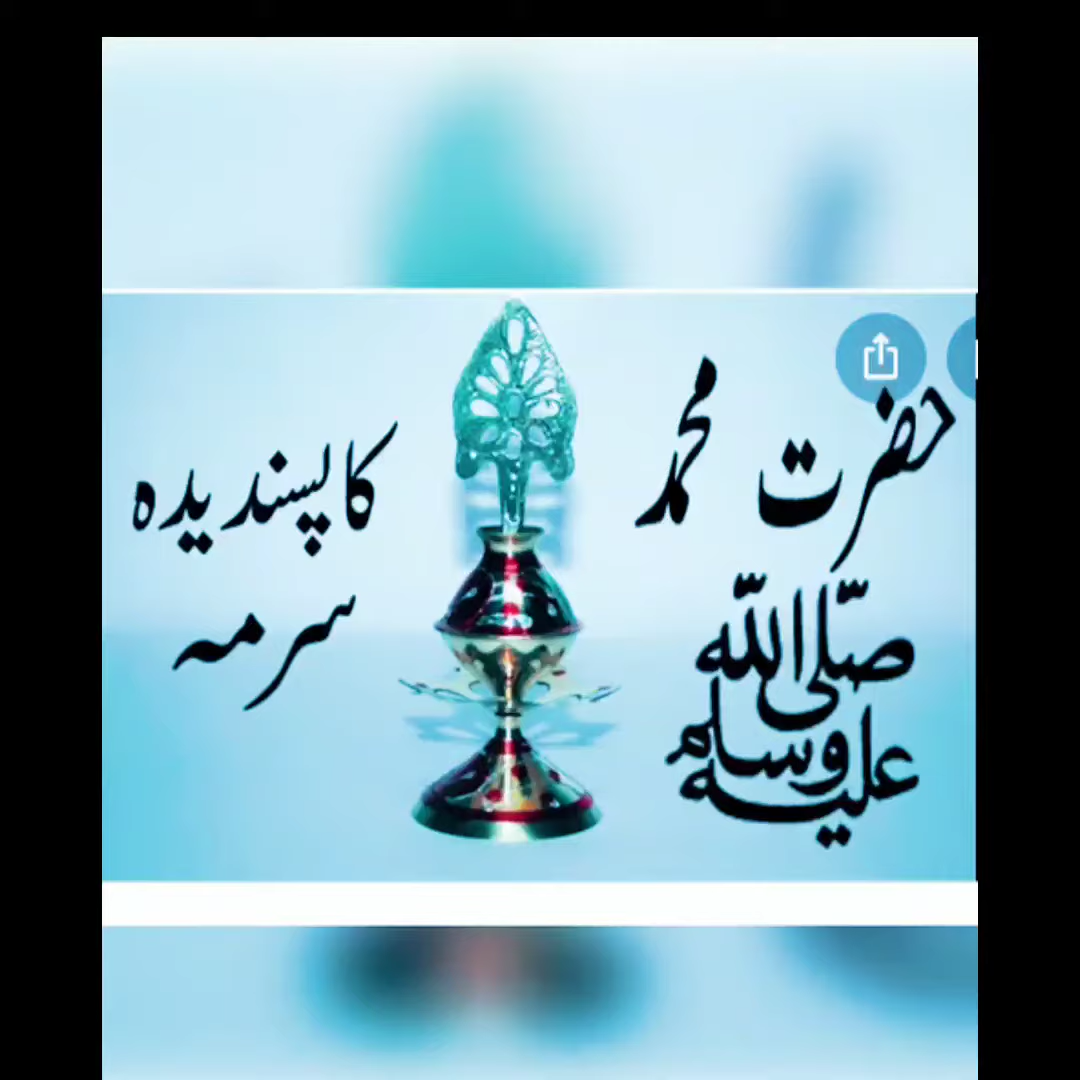 حضرت محمد
صلی اللہ
علیہ وسلم
کا پسندیدہ
سرمہ